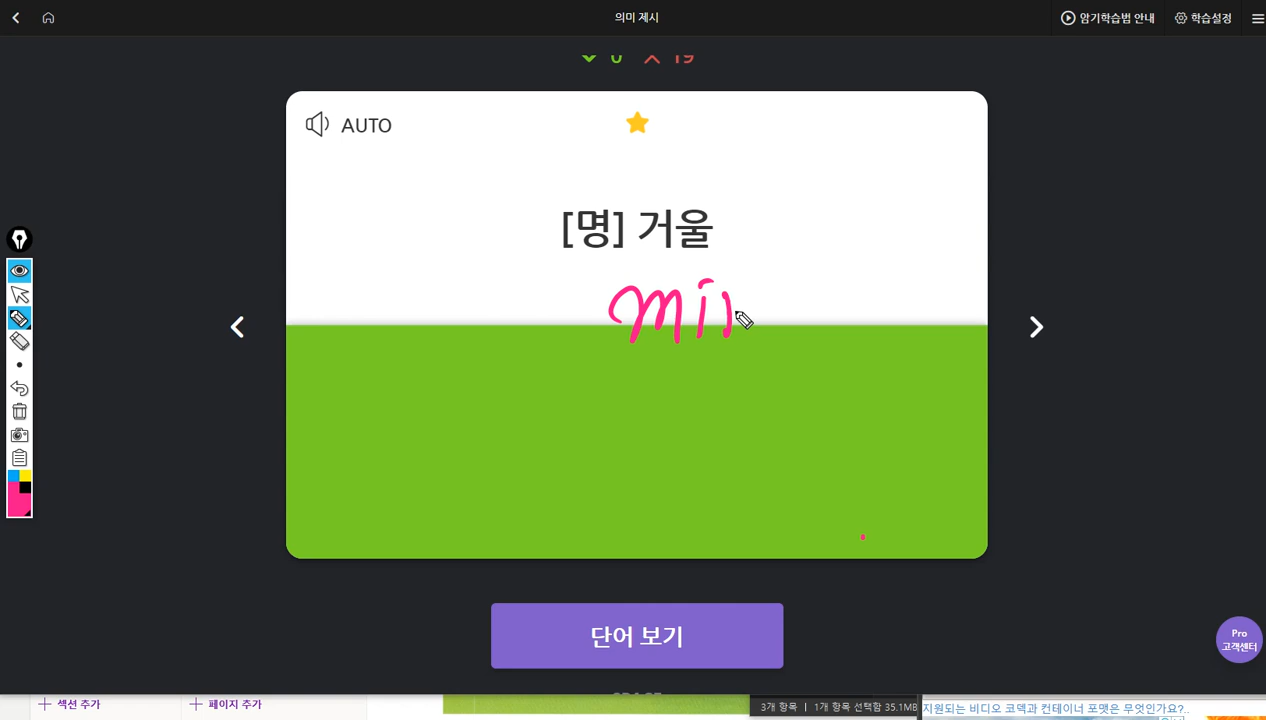 의미 제시
암기학습법 안내
학습설정
0 19
AUTO
[명] 거울
단어 보기
Pro
고객센터
섹션 추가
페이지 추가
3개 항목 | 1개 항목 선택함 35.1MB
지원되는 비디오 코덱과 컨테이너 포맷은 무엇인가요?..